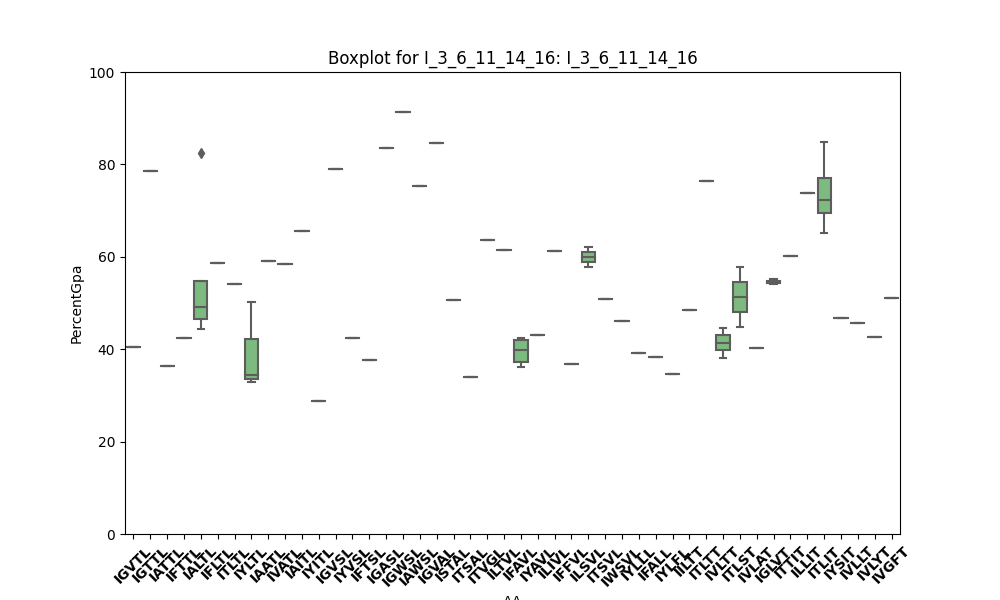 Boxplot for I_3_6_11_14_16: I_3_6_11_14_16
PercentGpa
100
80
60
40
20
0
IGVTL
IGTTL
IATTL
IFTTL
IALTL
IFLTL
ITLTL
IYLTL
IAATL
IVATL
IAITL
IYITL
IGVSL
IYVSL
IFTSL
IGASL
IGWSL
IAWSL
IGVAL
ISTAL
ITSAL
ITVGL
ILTVL
IFAVL
IYAVL
ILIVL
IFFVL
ILSVL
ITSVL
IWSVL
IFALL
IYLFL
IILTT
ITLTT
IVLTT
ITLST
IVLAT
IGLVT
ITTIT
ILLIT
ITLIT
IYSIT
IVLIT
IVLYT
IVGFT